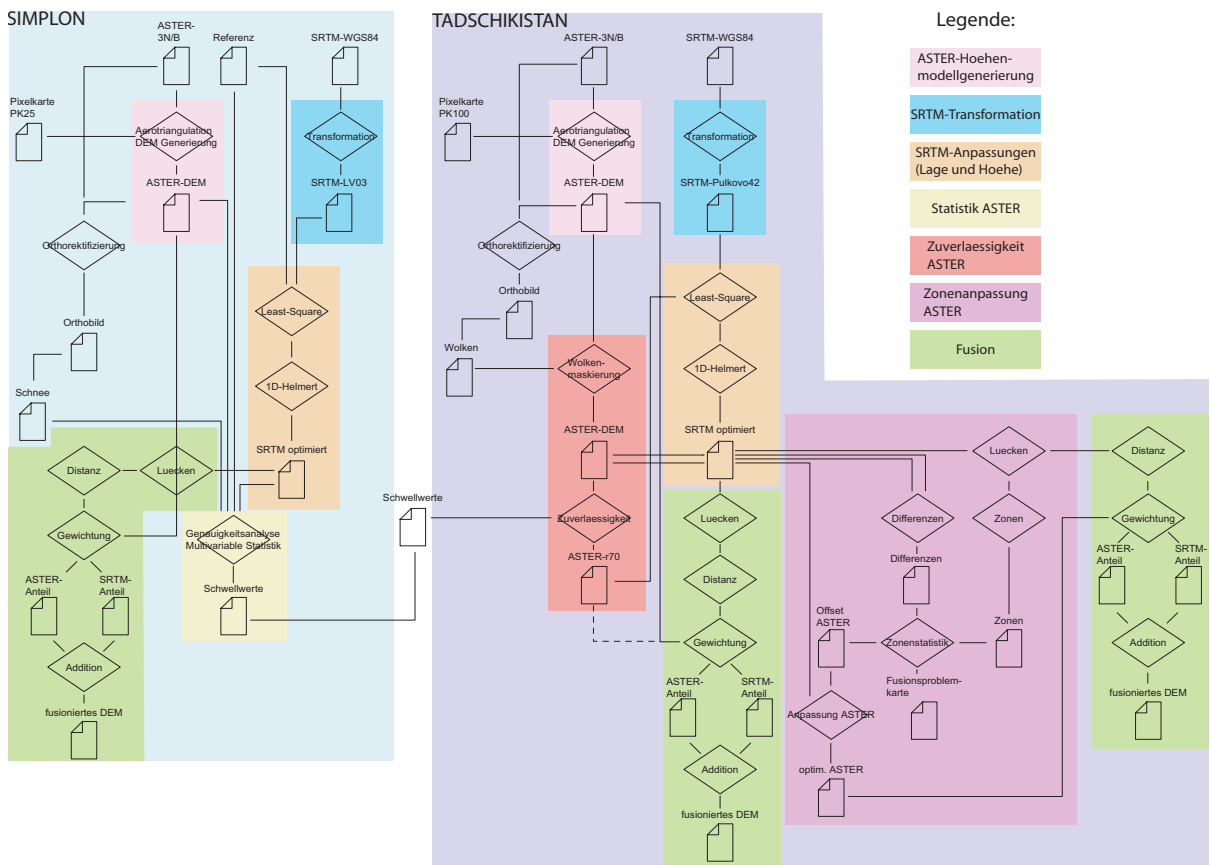 SIMPLON
ASTER-
3N/B
Referenz
SRTM-WGS84
Pixelkarte
PK25
Aerotriangulation
DEM Generierung
Transformation
ASTER-DEM
SRTM-LV03
Orthorektifizierung
Least-Square
Orthobild
1D-Helmert
Schnee
SRTM optimiert
Distanz
Luecken
Gewichtung
Genauigkeitsanalyse
Multivariable Statistik
ASTER-
Anteil
SRTM-
Anteil
Schwellwerte
Addition
fusioniertes DEM
Schwellwerte
TADSCHIKISTAN
ASTER-3N/B
SRTM-WGS84
Pixelkarte
PK100
Aerotriangulation
DEM Generierung
Transformation
ASTER-DEM
SRTM-Pulkovo42
Orthorektifizierung
Orthobild
Least-Square
Wolken
Wolken-
maskierung
1D-Helmert
ASTER-DEM
SRTM optimiert
Zuverlaessigkeit
Luecken
ASTER-r70
Distanz
Gewichtung
ASTER-
Anteil
SRTM-
Anteil
Addition
fusioniertes DEM
Luecken
Differenzen
Zonen
Differenzen
Offset
ASTER
Zonenstatistik
Zonen
Fusionsproblem-
karte
Anpassung ASTER
optim. ASTER
Distanz
Gewichtung
ASTER-
Anteil
SRTM-
Anteil
Addition
fusioniertes DEM
Legende:
ASTER-Hoehen-
modellgenerierung
SRTM-Transformation
SRTM-Anpassungen
(Lage und Hoehe)
Statistik ASTER
Zuverlaessigkeit
ASTER
Zonenanpassung
ASTER
Fusion